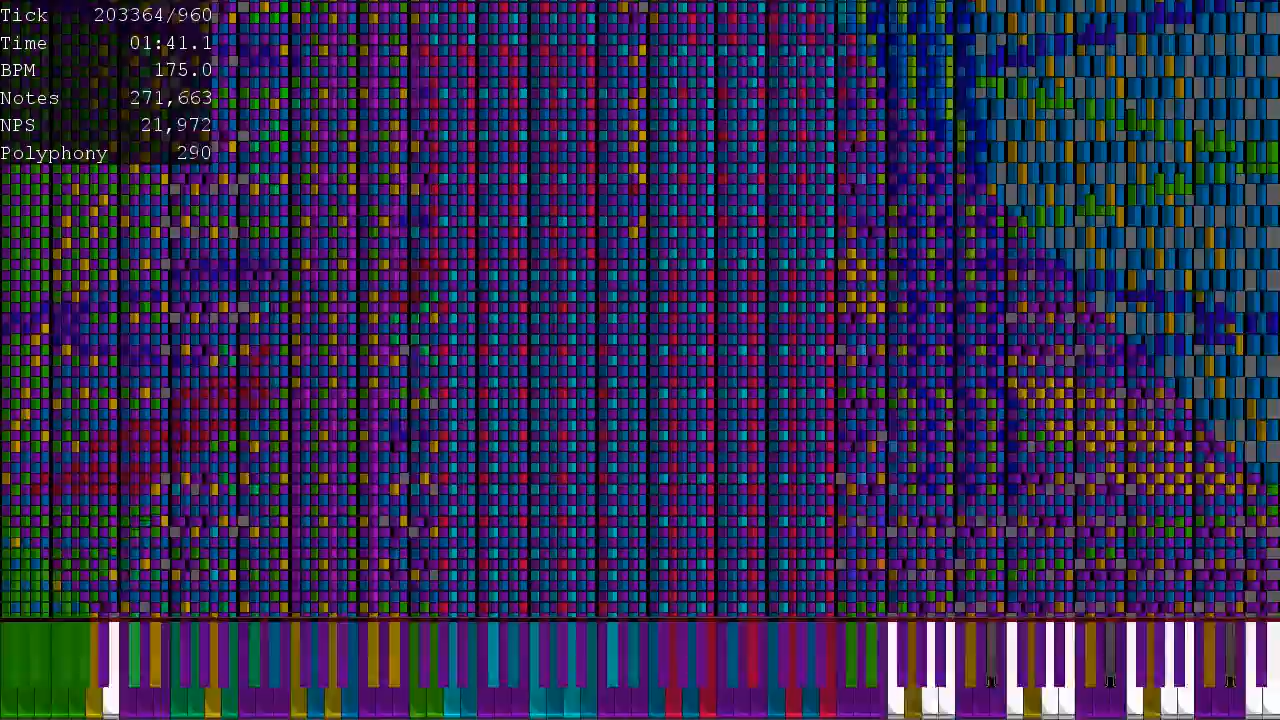 Tick 203364/960
Time 01:41.1
BPM 175.0
Notes 271,663
NPS 21,972
Polyphony 290